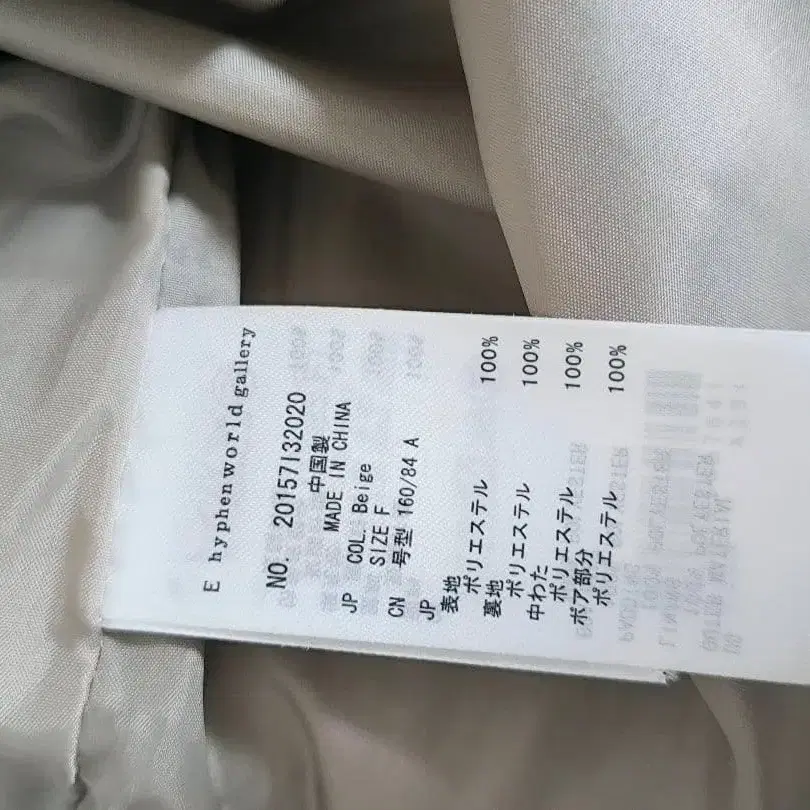 E hyphenworld gallery
NO. 20157132020
中国製
MADE IN CHINA
JP COL. Beige
SIZE F
CN 号型 160/84 A
JP
表地
ポリエステル 100%
裏地
ポリエステル 100%
中わた
ポリエステル 100%
ボア部分
ポリエステル 100%